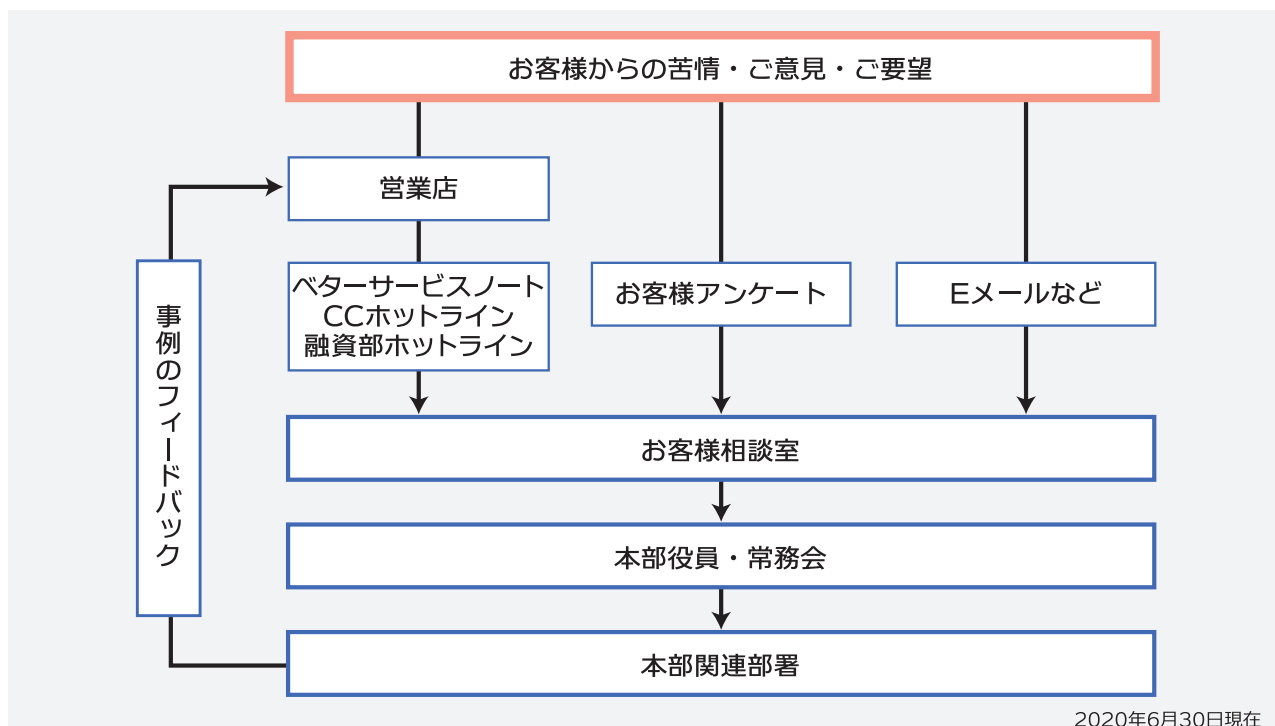 お客様からの苦情・ご意見・ご要望
営業店
ベターサービスノート
CCホットライン
融資部ホットライン
お客様アンケート
Eメールなど
事例のフィードバック
お客様相談室
本部役員・常務会
本部関連部署
2020年6月30日現在